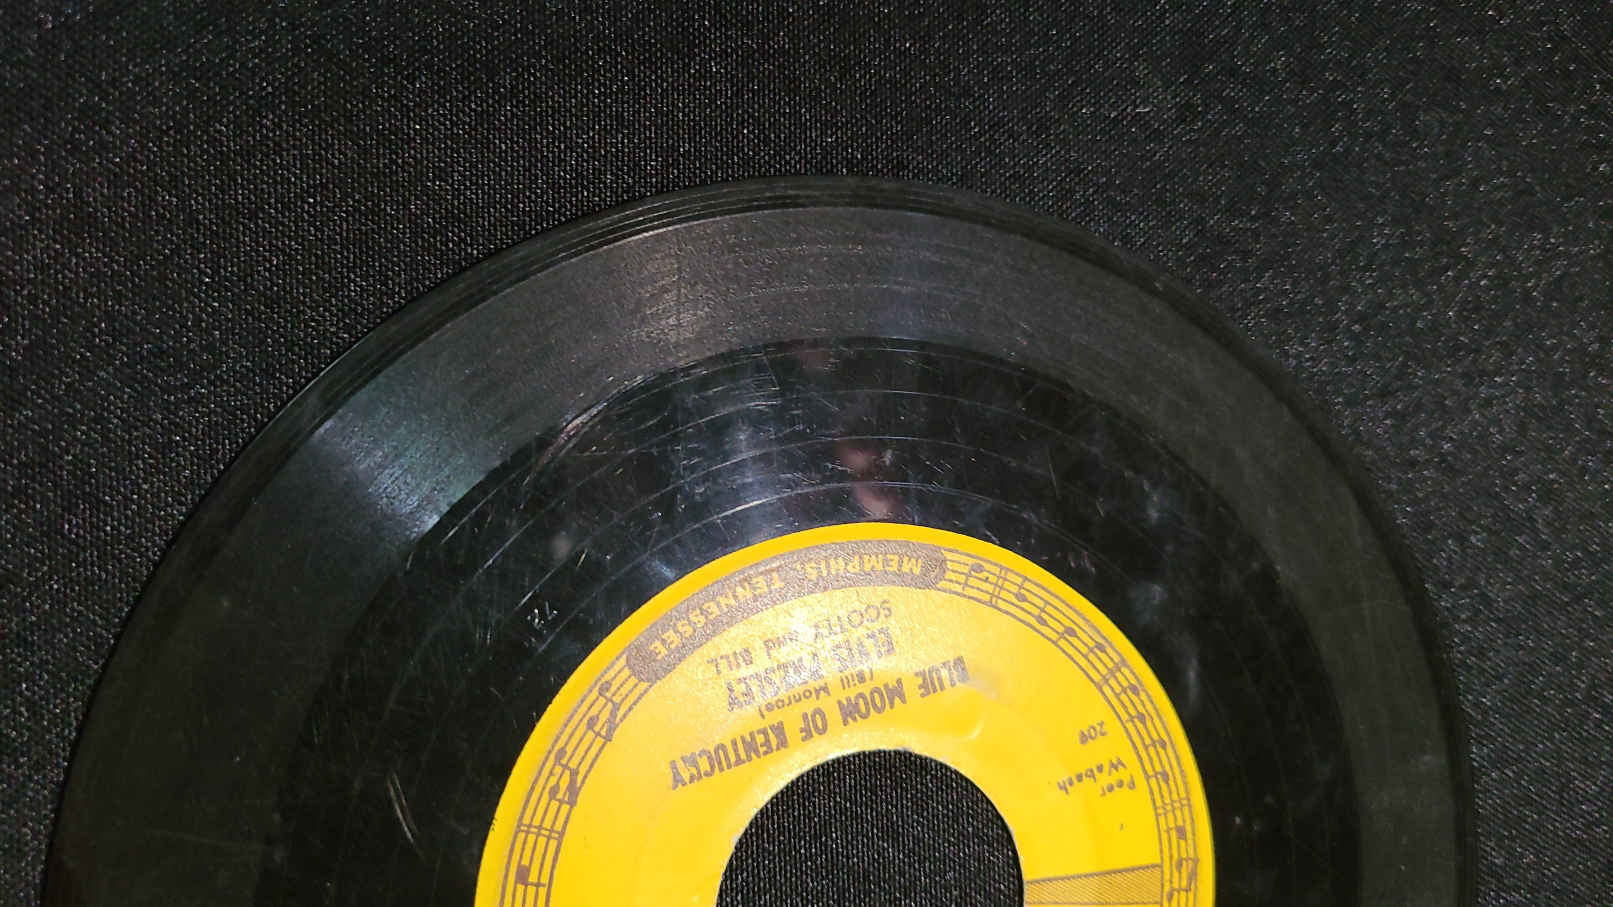 Peer
Wabash.
209
BLUE MOON OF KENTUCKY
(Bill Monroe)
ELVIS PRESLEY
SCOTTY and BILL
MEMPHIS, TENNESSEE